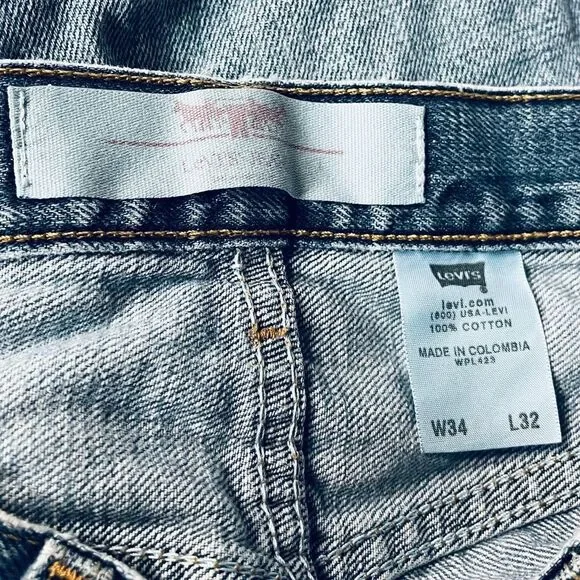 LEVI'S
®
levi.com
(800) USA-LEVI
100% COTTON
MADE IN COLOMBIA
WPL423
W34 L32